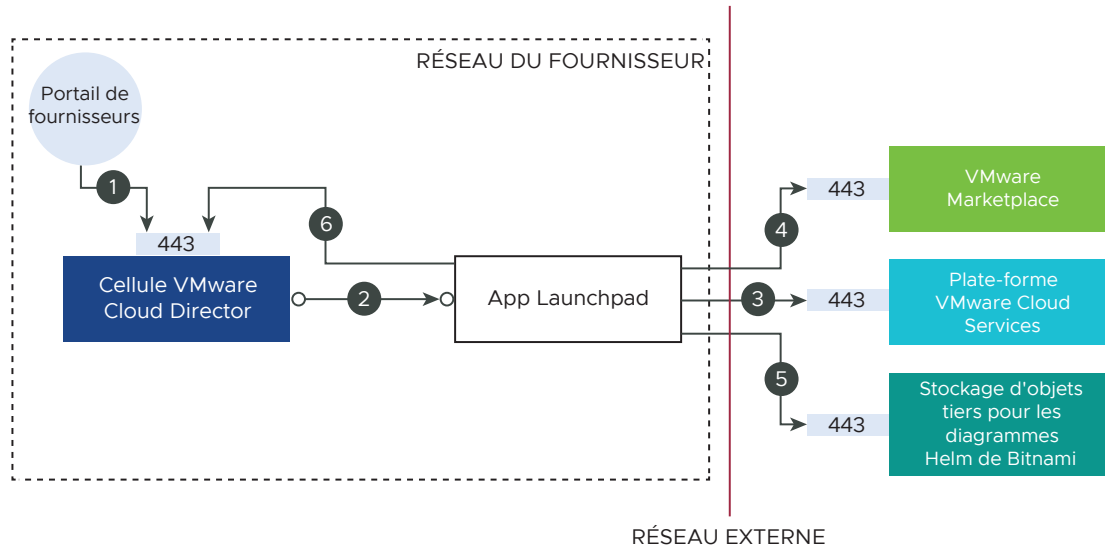 RÉSEAU DU FOURNISSEUR
Portail de
fournisseurs
1
443
6
Cellule VMware
Cloud Director
2
App Launchpad
4
443
VMware
Marketplace
3
443
Plate-forme
VMware Cloud
Services
5
443
Stockage d'objets
tiers pour les
diagrammes
Helm de Bitnami
RÉSEAU EXTERNE